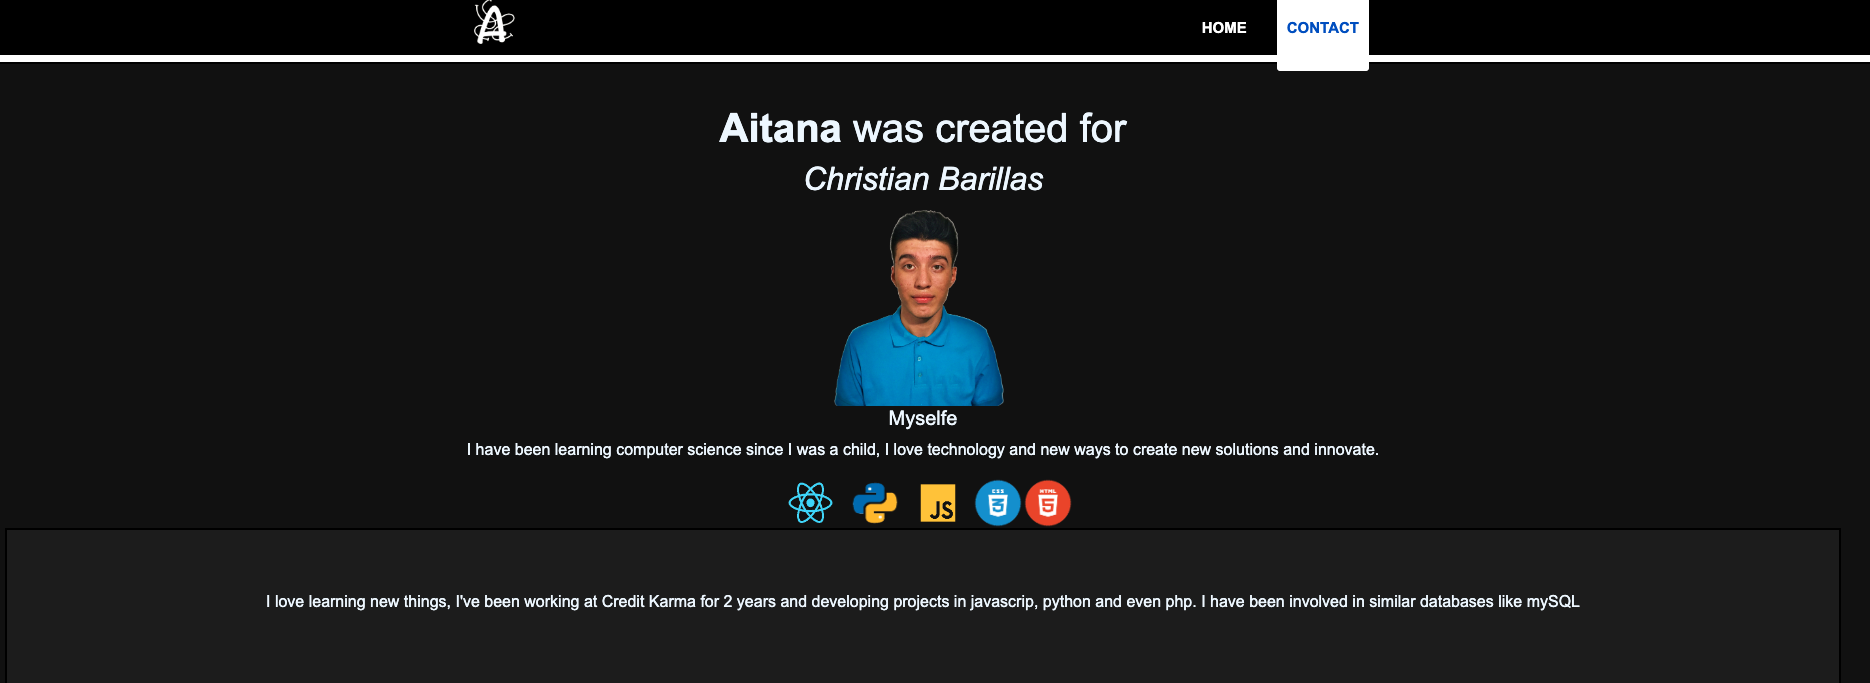 A
HOME
CONTACT
Aitana was created for
Christian Barillas
Myselfe
I have been learning computer science since I was a child, I love technology and new ways to create new solutions and innovate.
JS
CSS
3
HTML
5
I love learning new things, I've been working at Credit Karma for 2 years and developing projects in javascrip, python and even php. I have been involved in similar databases like mySQL